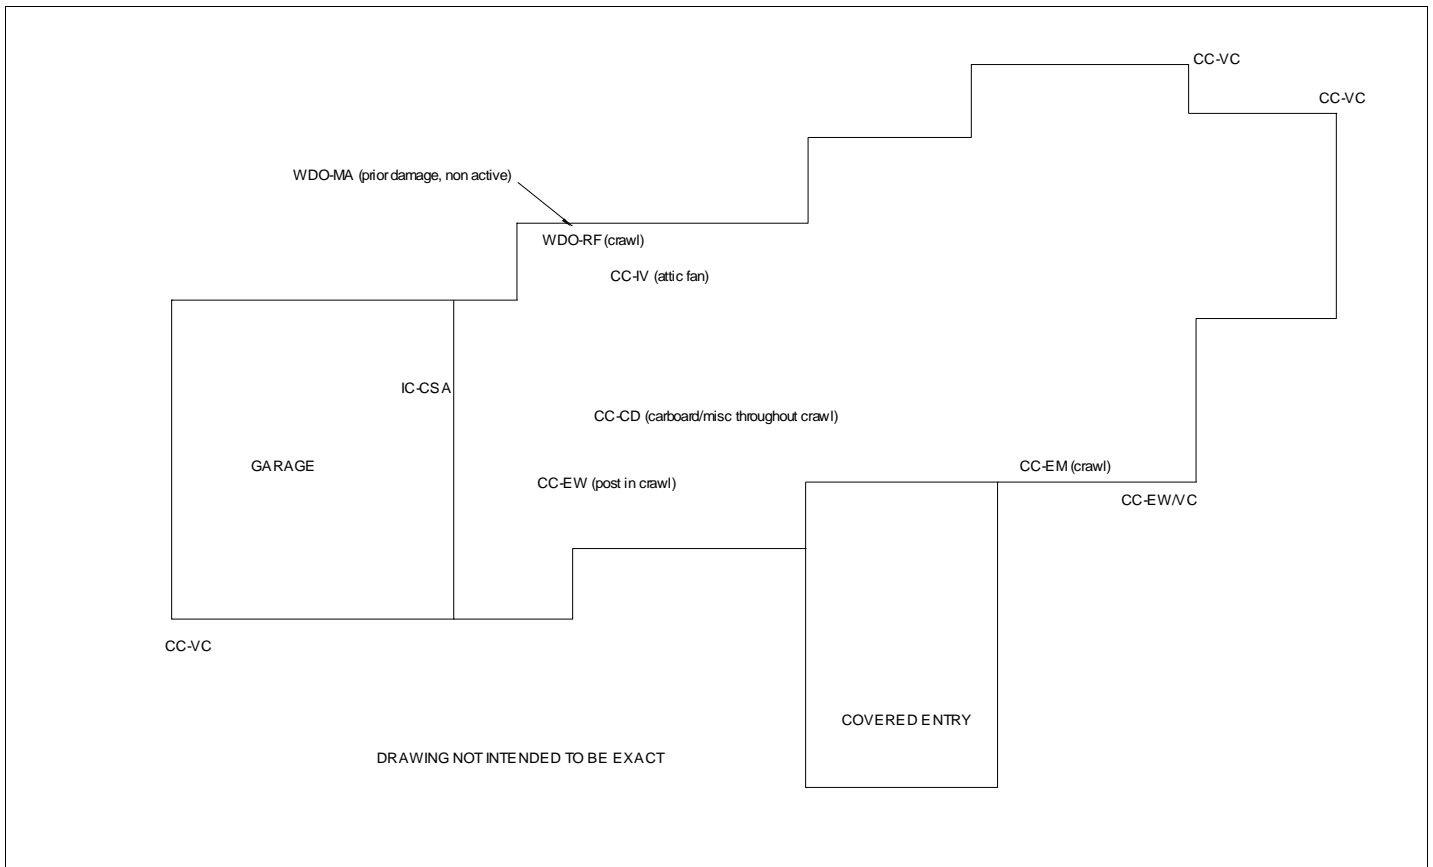 CC-VC
CC-VC
WDO-MA (prior damage, non active)
WDO-RF (crawl)
CC-IV (attic fan)
IC-CSA
CC-CD (carboard/misc throughout crawl)
GARAGE
CC-EM (crawl)
CC-EW (post in crawl)
CC-EW/VC
CC-VC
COVERED ENTRY
DRAWING NOT INTENDED TO BE EXACT